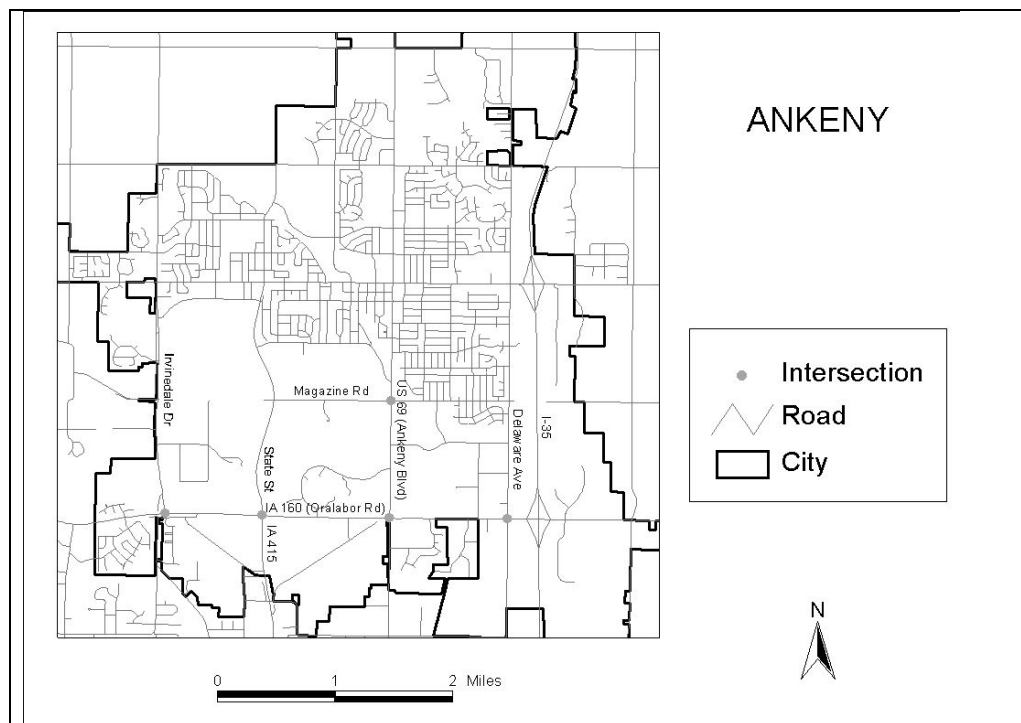 ANKENY
Irvinedale Dr
Magazine Rd
US 69 (Ankeny Blvd)
Delaware Ave
I-35
State St
IA 160 (Oralabor Rd)
IA 415
Intersection
Road
City
N
0 1 2 Miles